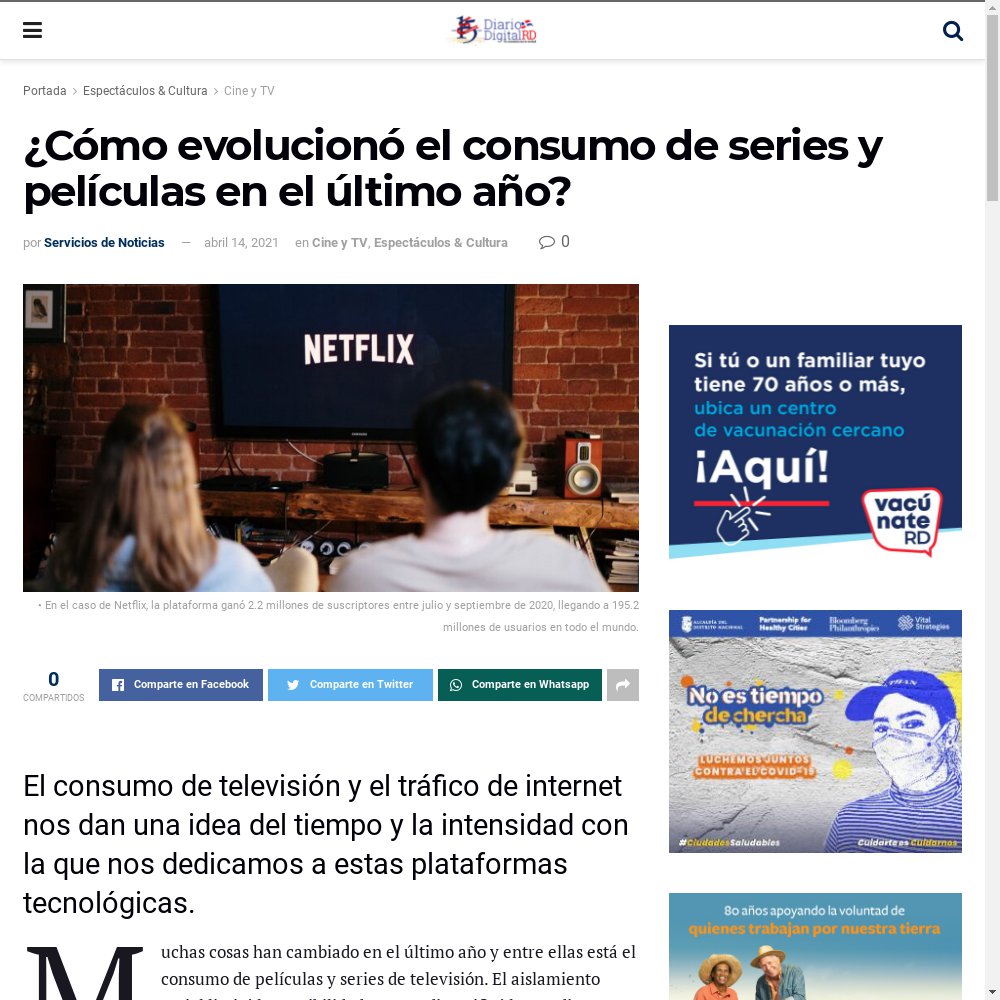 Diario
DigitalRD
Portada > Espectáculos & Cultura > Cine y TV
¿Cómo evolucionó el consumo de series y
películas en el último año?
por Servicios de Noticias — abril 14, 2021 en Cine y TV, Espectáculos & Cultura 0
NETFLIX
• En el caso de Netflix, la plataforma ganó 2.2 millones de suscriptores entre julio y septiembre de 2020, llegando a 195.2
millones de usuarios en todo el mundo.
0
COMPARTIDOS
Comparte en Facebook
Comparte en Twitter
Comparte en Whatsapp
El consumo de televisión y el tráfico de internet
nos dan una idea del tiempo y la intensidad con
la que nos dedicamos a estas plataformas
tecnológicas.
Muchas cosas han cambiado en el último año y entre ellas está el
consumo de películas y series de televisión. El aislamiento
Si tú o un familiar tuyo
tiene 70 años o más,
ubica un centro
de vacunación cercano
¡Aquí!
vacú
nate
RD
ALCALDÍA DEL
DISTRITO NACIONAL
Partnership for
Healthy Cities
Bloomberg
Philanthropies
Vital
Strategies
No es tiempo
de chercha
LUCHEMOS JUNTOS
CONTRA EL COVID-19
#CiudadesSaludables
Cuidarte es Cuidarnos
80 años apoyando la voluntad de
quienes trabajan por nuestra tierra